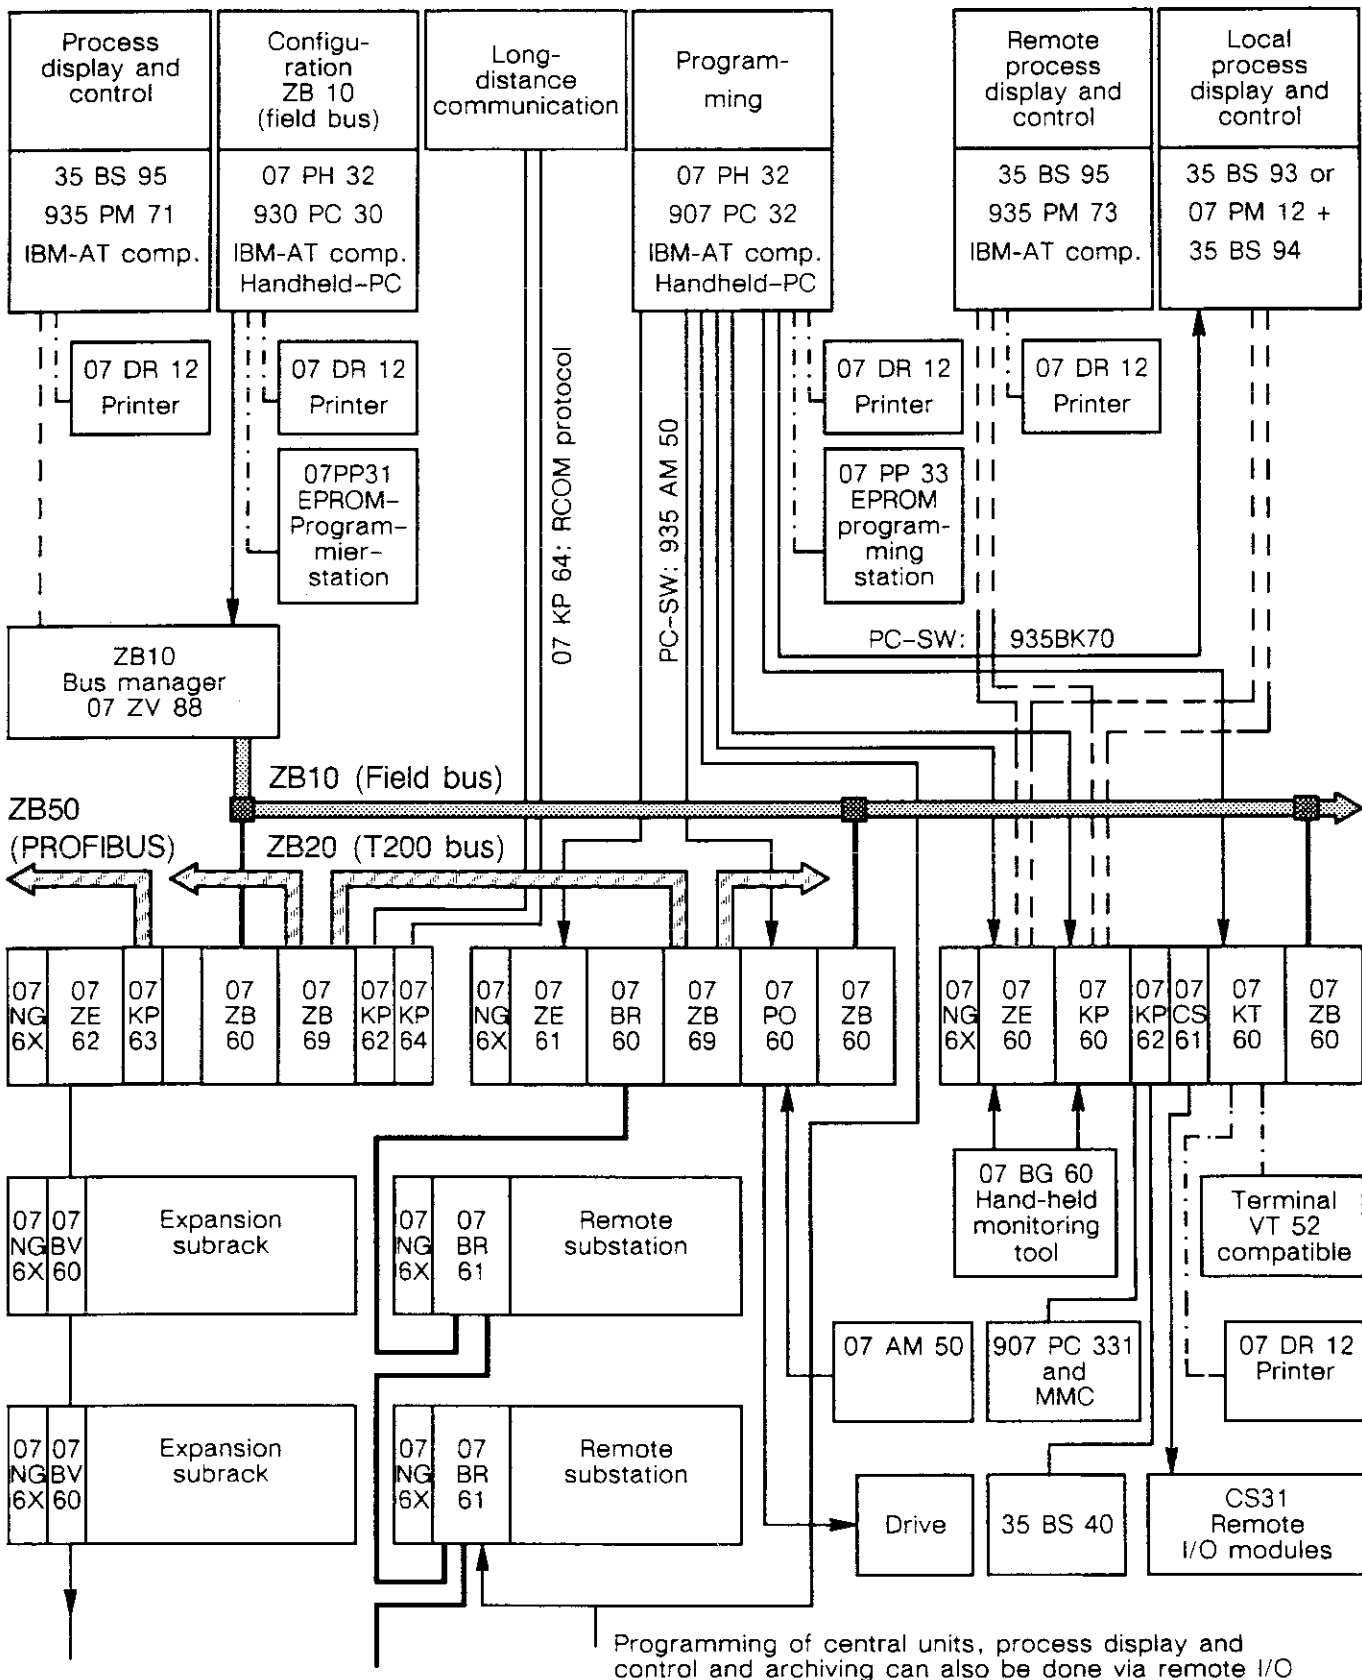 Process
display and
control
Configu-
ration
ZB 10
(field bus)
Long-
distance
communication
Program-
ming
Remote
process
display and
control
Local
process
display and
control
35 BS 95
935 PM 71
IBM-AT comp.
07 PH 32
930 PC 30
IBM-AT comp.
Handheld-PC
07 PH 32
907 PC 32
IBM-AT comp.
Handheld-PC
35 BS 95
935 PM 73
IBM-AT comp.
35 BS 93 or
07 PM 12 +
35 BS 94
07 DR 12
Printer
07 DR 12
Printer
07 DR 12
Printer
07 DR 12
Printer
07PP31
EPROM-
Program-
mier-
station
07 KP 64: RCOM protocol
PC-SW: 935 AM 50
07 PP 33
EPROM
program-
ming
station
PC-SW: 935BK70
ZB10
Bus manager
07 ZV 88
ZB10 (Field bus)
ZB50
(PROFIBUS)
ZB20 (T200 bus)
07
NG
6X
07
ZE
62
07
KP
63
07
ZB
60
07
ZB
69
07
KP
62
07
KP
64
07
NG
6X
07
ZE
61
07
BR
60
07
ZB
69
07
PO
60
07
ZB
60
07
NG
6X
07
ZE
60
07
KP
60
07
KP
62
07
CS
61
07
KT
60
07
ZB
60
07
NG
6X
07
BV
60
Expansion
subrack
07
NG
6X
07
BR
61
Remote
substation
07 BG 60
Hand-held
monitoring
tool
Terminal
VT 52
compatible
07 AM 50
907 PC 331
and
MMC
07 DR 12
Printer
07
NG
6X
07
BV
60
Expansion
subrack
07
NG
6X
07
BR
61
Remote
substation
Drive
35 BS 40
CS31
Remote
I/O modules
Programming of central units, process display and
control and archiving can also be done via remote I/O